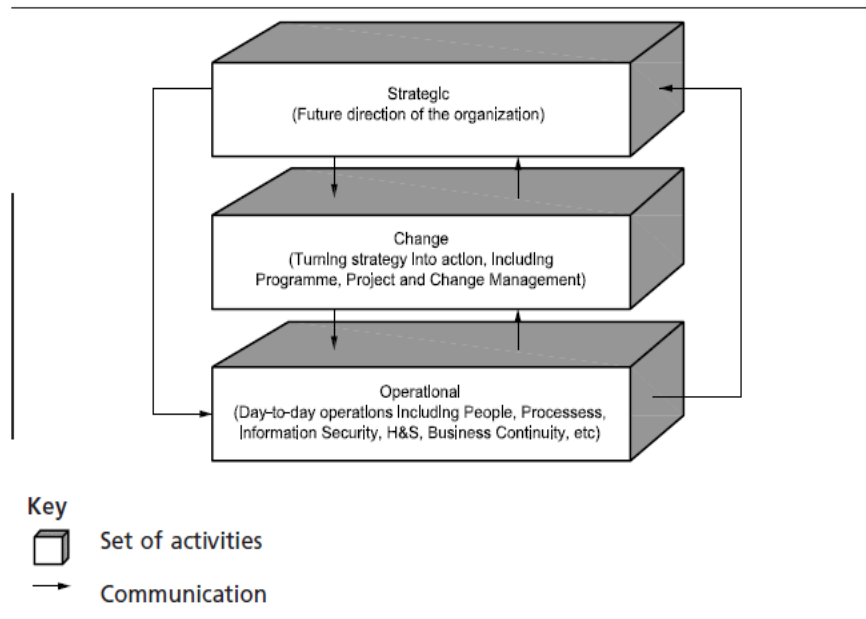 Strategic
(Future direction of the organization)
Change
(Turning strategy into action, including
Programme, Project and Change Management)
Operational
(Day-to-day operations including People, Processess,
Information Security, H&S, Business Continuity, etc)
Key
Set of activities
Communication